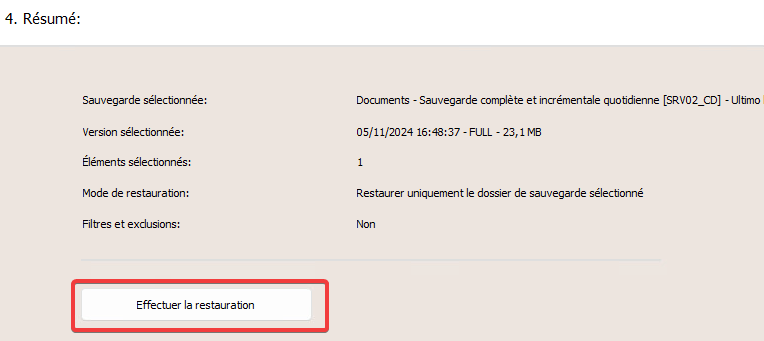 4. Résumé:
Sauvegarde sélectionnée: Documents - Sauvegarde complète et incrémentale quotidienne [SRV02_CD] - Ultimo
Version sélectionnée: 05/11/2024 16:48:37 - FULL - 23,1 MB
Éléments sélectionnés: 1
Mode de restauration: Restaurer uniquement le dossier de sauvegarde sélectionné
Filtres et exclusions: Non
Effectuer la restauration